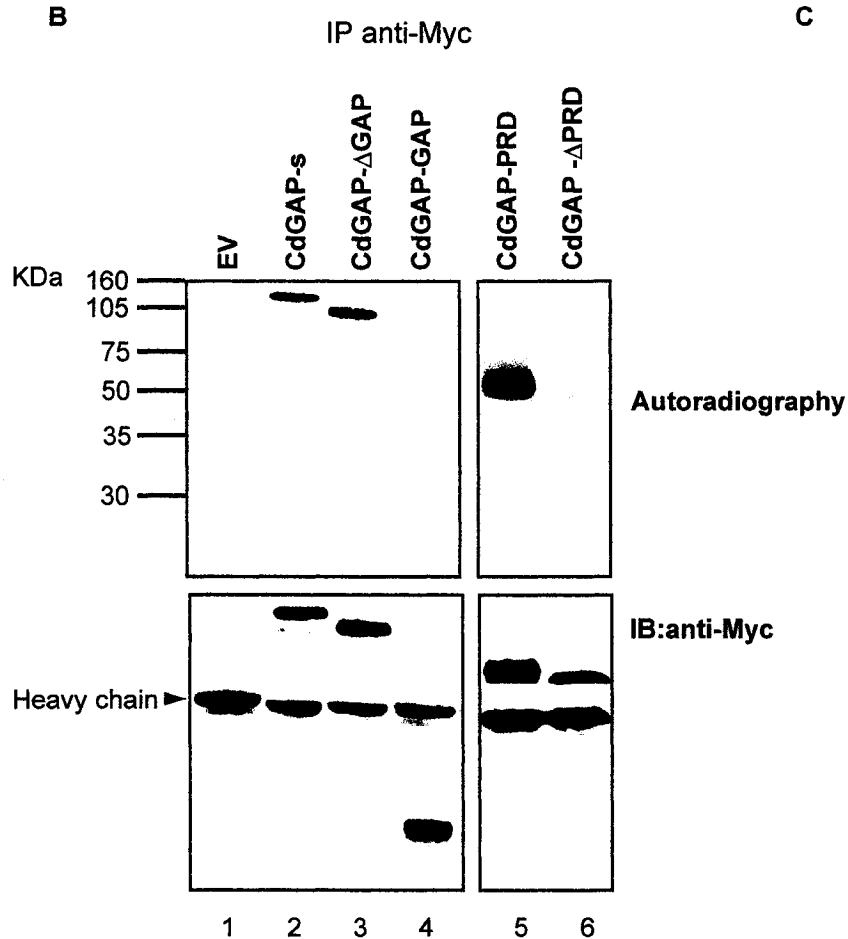 B
C
IP anti-Myc
EV
CdGAP-s
CdGAP-ΔGAP
CdGAP-GAP
CdGAP-PRD
CdGAP -ΔPRD
KDa
160
105
75
50
35
30
Autoradiography
IB:anti-Myc
Heavy chain
1 2 3 4 5 6